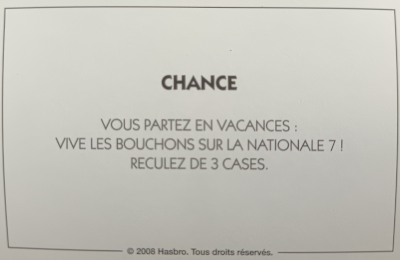 CHANCE
VOUS PARTEZ EN VACANCES :
VIVE LES BOUCHONS SUR LA NATIONALE 7 !
RECULEZ DE 3 CASES.
© 2008 Hasbro. Tous droits réservés.